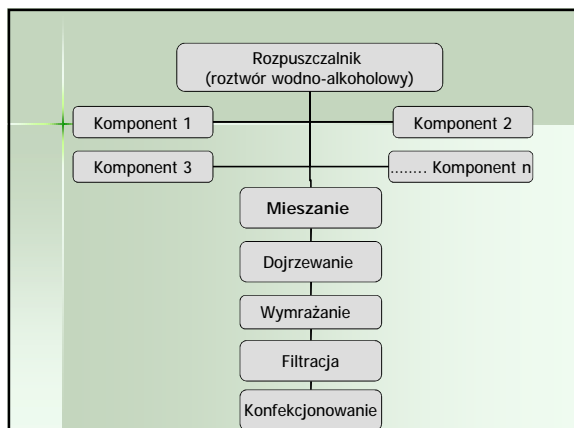 Rozpuszczalnik
(roztwór wodno-alkoholowy)
Komponent 1
Komponent 2
Komponent 3
........ Komponent n
Mieszanie
Dojrzewanie
Wymrażanie
Filtracja
Konfekcjonowanie